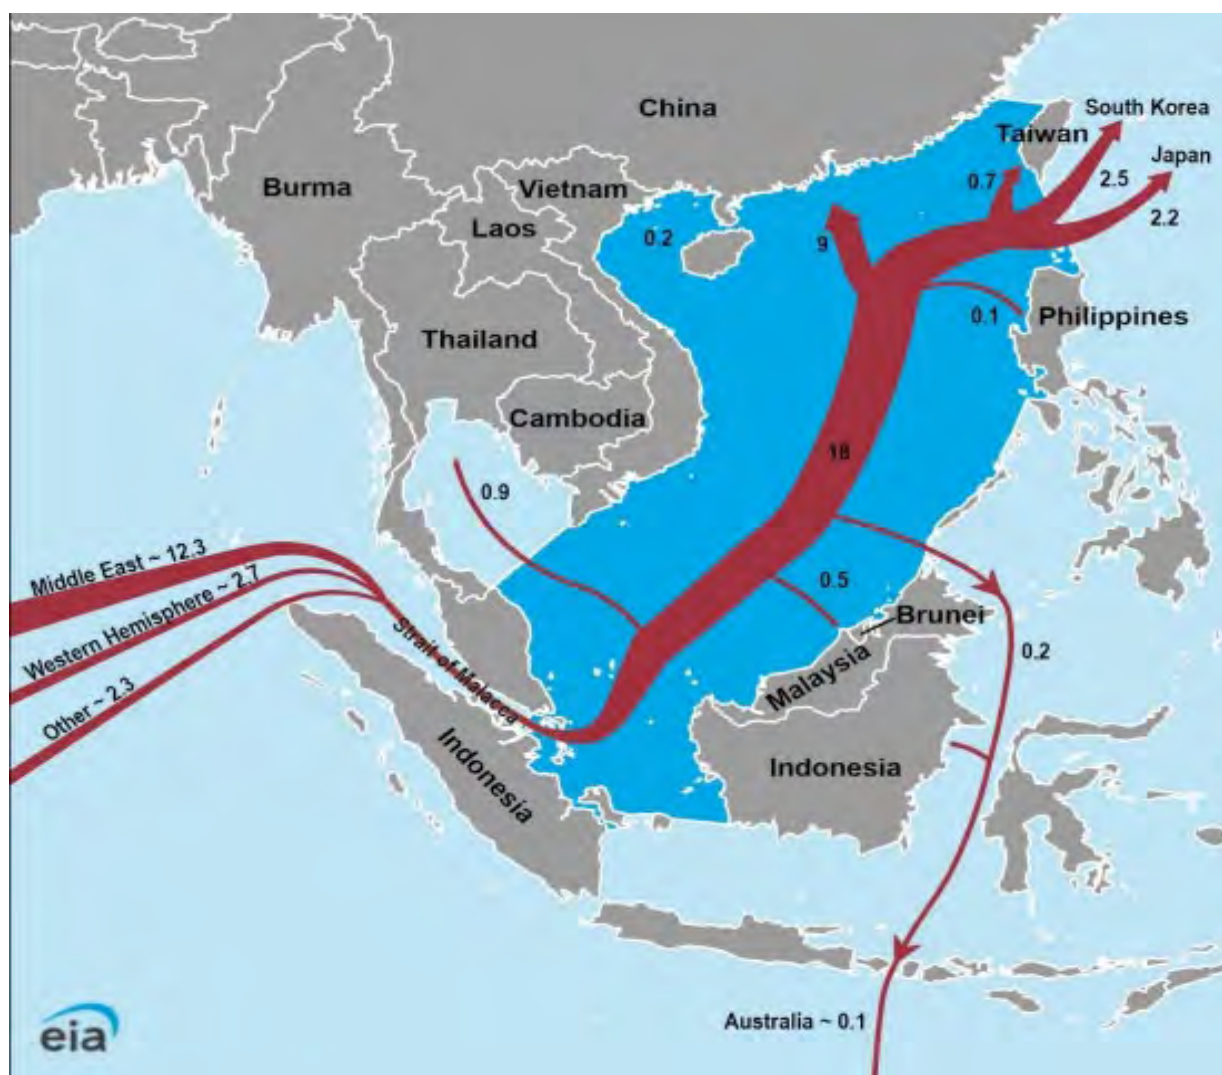 China
South Korea
Taiwan
Japan
Burma
Vietnam
0.7
2.5
2.2
Laos
0.2
9
Thailand
0.1
Philippines
Cambodia
18
0.9
Middle East ~ 12.3
Western Hemisphere ~ 2.7
Other ~ 2.3
Strait of Malacca
0.5
Brunei
0.2
Malaysia
Indonesia
Indonesia
Australia ~ 0.1
eia